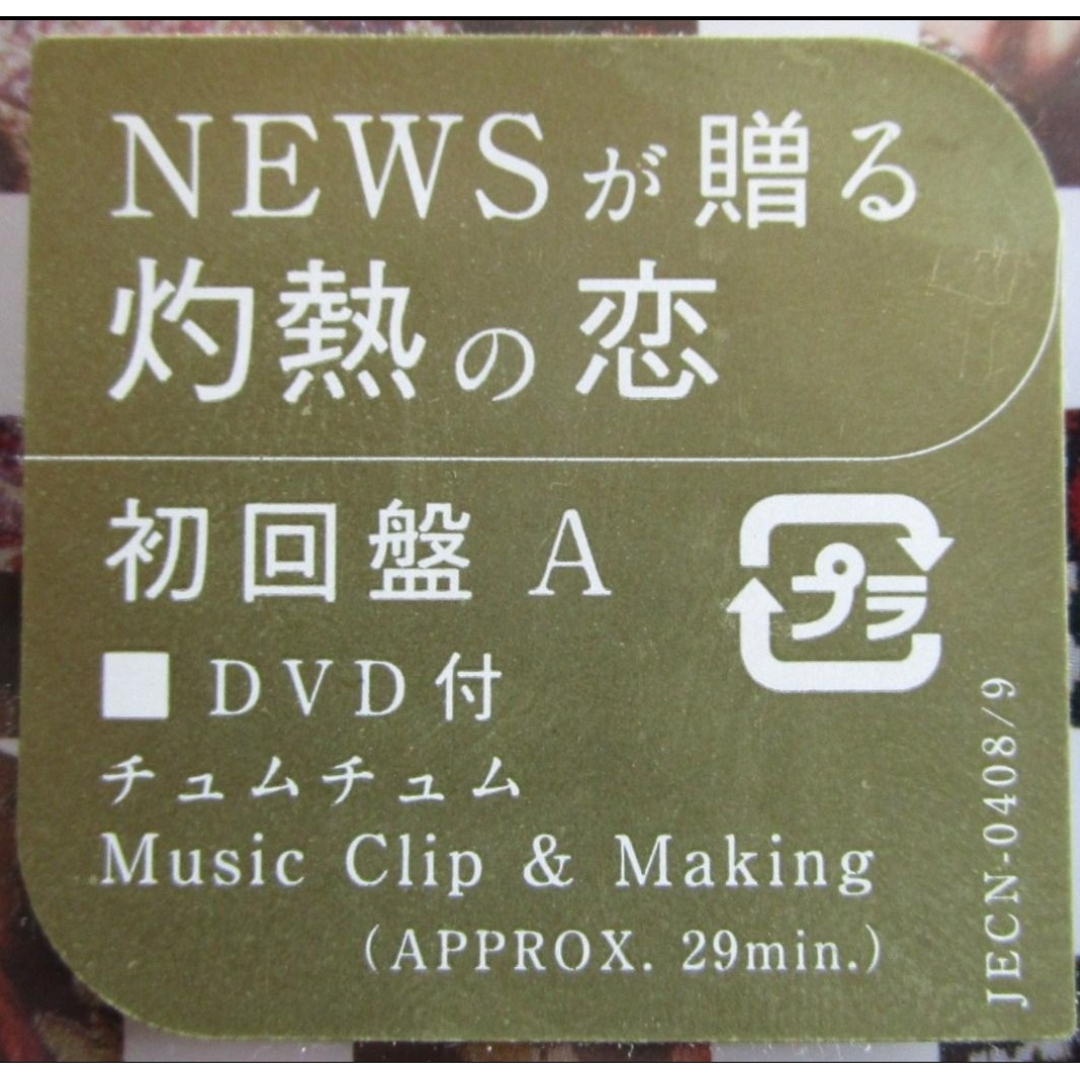 NEWSが贈る
灼熱の恋
初回盤 A
プラ
■ DVD付
チュムチュム
Music Clip & Making
(APPROX. 29min.)
JECN-0408/9